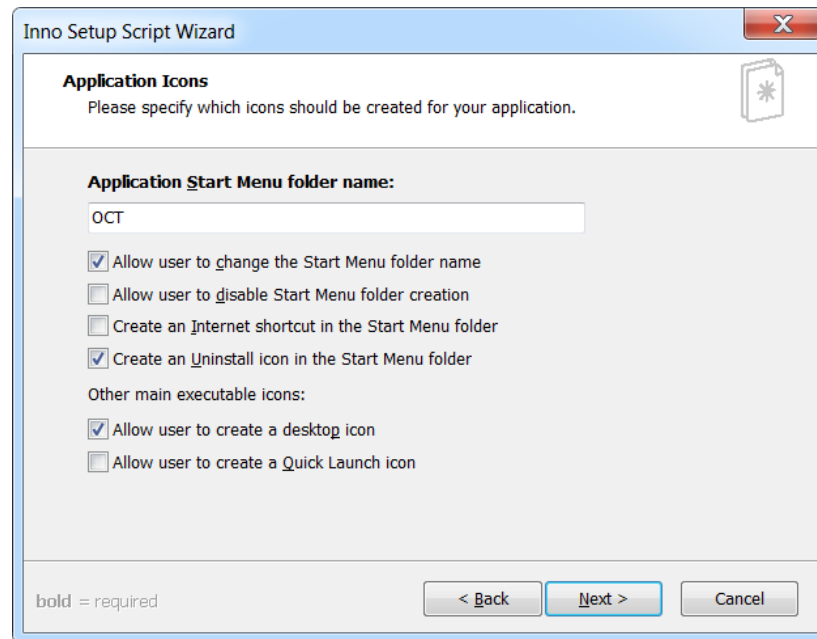 Inno Setup Script Wizard
Application Icons
Please specify which icons should be created for your application.
Application Start Menu folder name:
OCT
Allow user to change the Start Menu folder name
Allow user to disable Start Menu folder creation
Create an Internet shortcut in the Start Menu folder
Create an Uninstall icon in the Start Menu folder
Other main executable icons:
Allow user to create a desktop icon
Allow user to create a Quick Launch icon
bold = required
< Back
Next >
Cancel